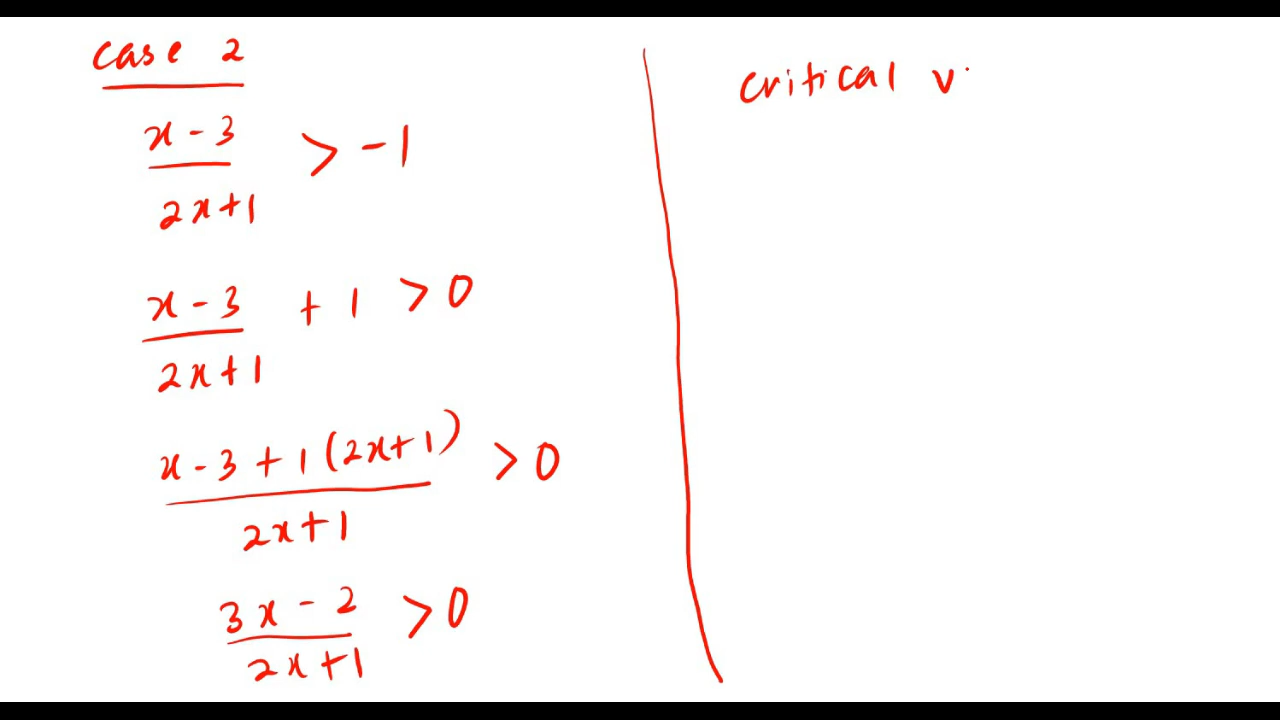 case 2
x - 3
2x+1
> -1
x - 3
2x+1
+ 1 > 0
x - 3 + 1(2x+1)
2x+1
> 0
3x - 2
2x+1
> 0
critical v